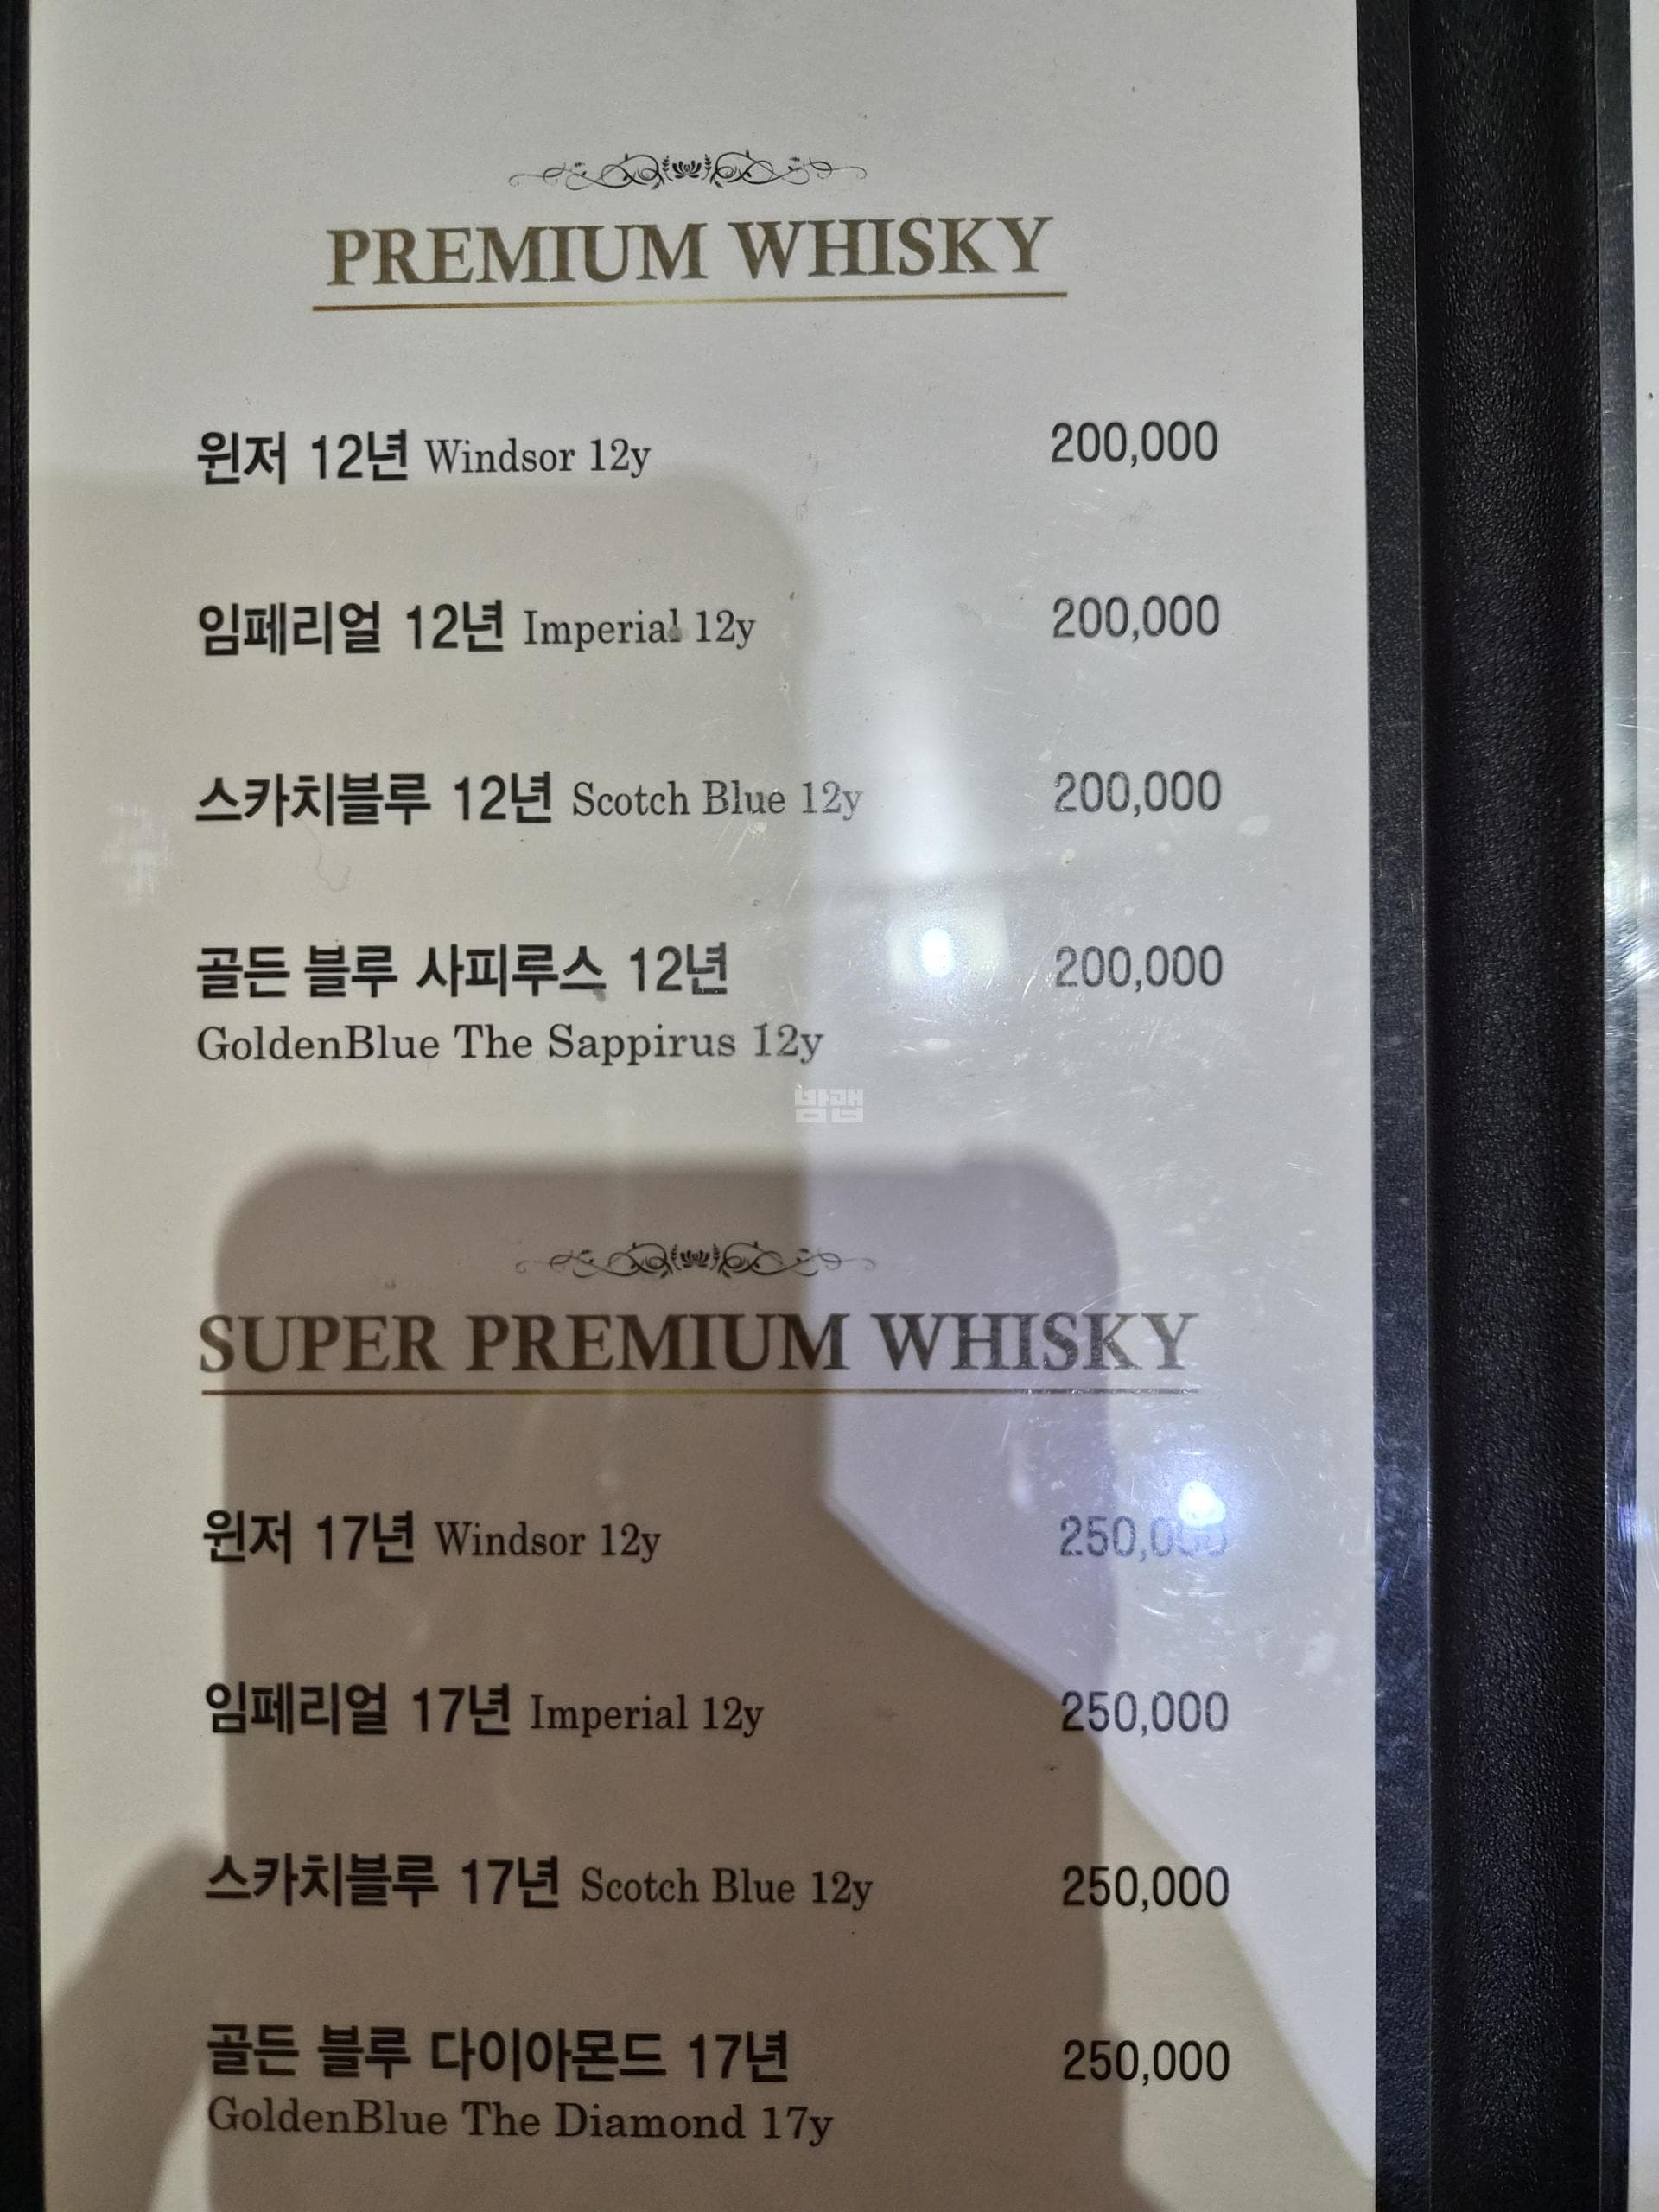 PREMIUM WHISKY
윈저 12년 Windsor 12y 200,000
임페리얼 12년 Imperial 12y 200,000
스카치블루 12년 Scotch Blue 12y 200,000
골든 블루 사피루스 12년 200,000
GoldenBlue The Sappirus 12y
밤맵
SUPER PREMIUM WHISKY
윈저 17년 Windsor 12y 250,000
임페리얼 17년 Imperial 12y 250,000
스카치블루 17년 Scotch Blue 12y 250,000
골든 블루 다이아몬드 17년 250,000
GoldenBlue The Diamond 17y